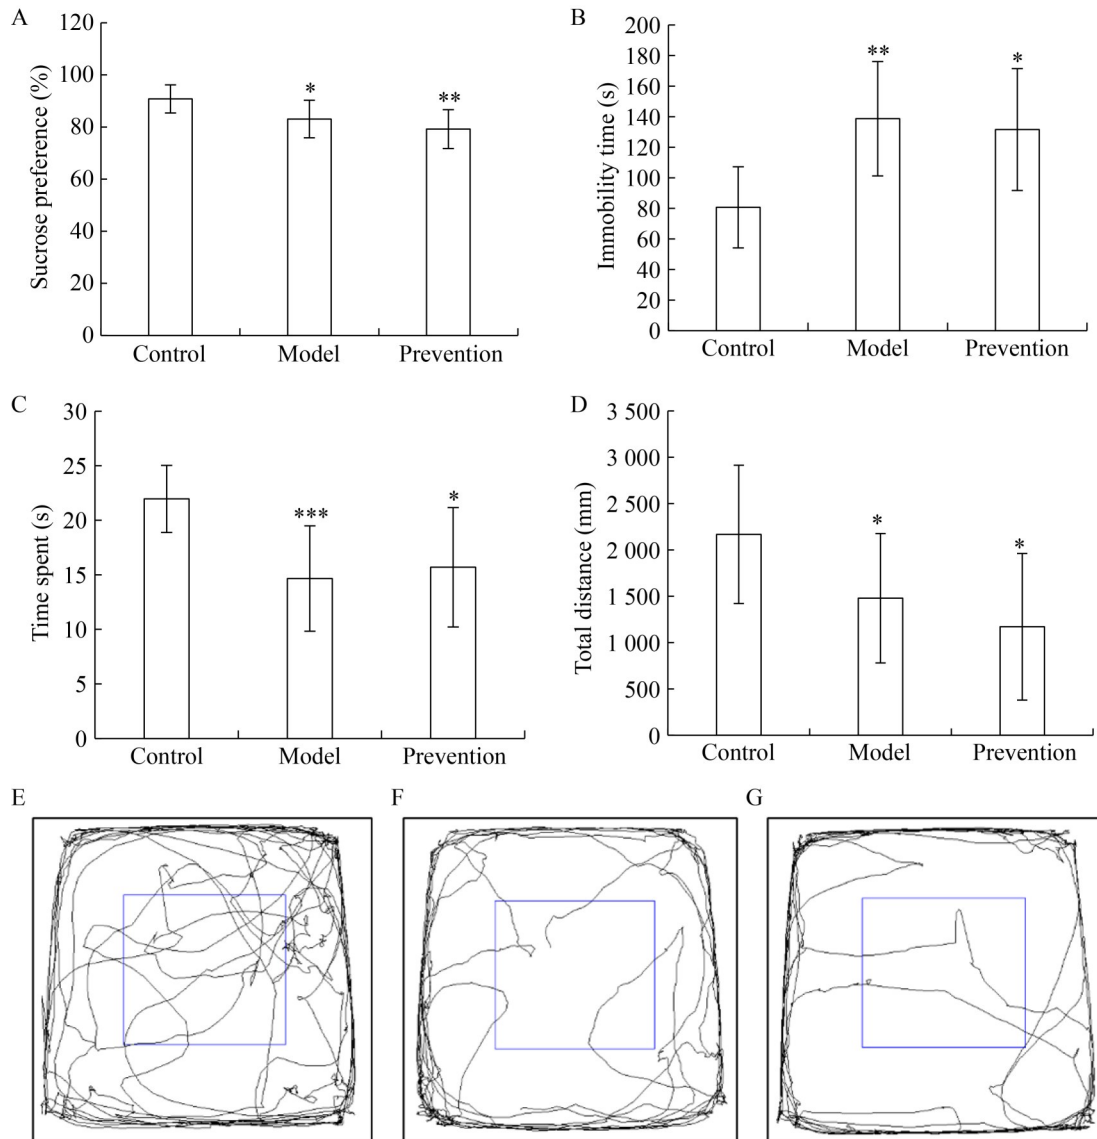 A
Sucrose preference (%)
120
100
80
60
40
20
0
*
**
Control Model Prevention
B
Immobility time (s)
200
180
160
140
120
100
80
60
40
20
0
**
*
Control Model Prevention
C
Time spent (s)
30
25
20
15
10
5
0
***
*
Control Model Prevention
D
Total distance (mm)
3 500
3 000
2 500
2 000
1 500
1 000
500
0
*
*
Control Model Prevention
E
F
G